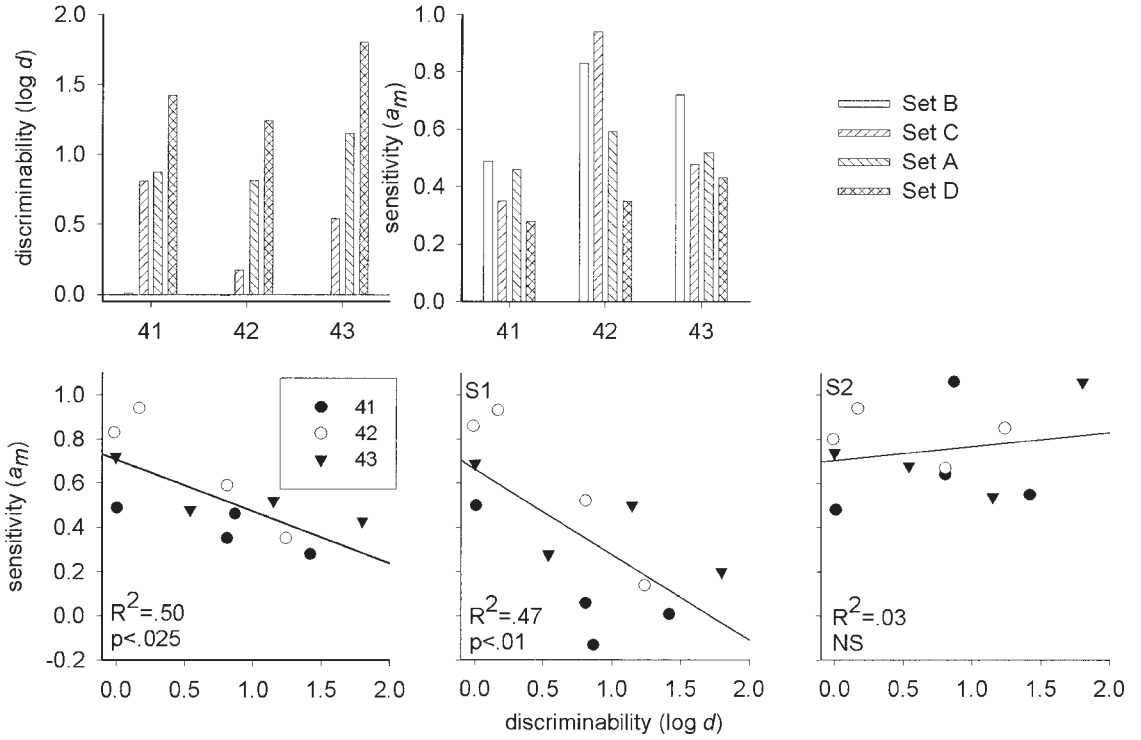 discriminability (log d)
2.0
1.5
1.0
0.5
0.0
41 42 43
sensitivity (am)
1.0
0.8
0.6
0.4
0.2
0.0
41 42 43
Set B
Set C
Set A
Set D
sensitivity (am)
1.0
0.8
0.6
0.4
0.2
0.0
-0.2
41
42
43
R2=.50
p<.025
0.0 0.5 1.0 1.5 2.0
S1
R2=.47
p<.01
0.0 0.5 1.0 1.5 2.0
S2
R2=.03
NS
0.0 0.5 1.0 1.5 2.0
discriminability (log d)